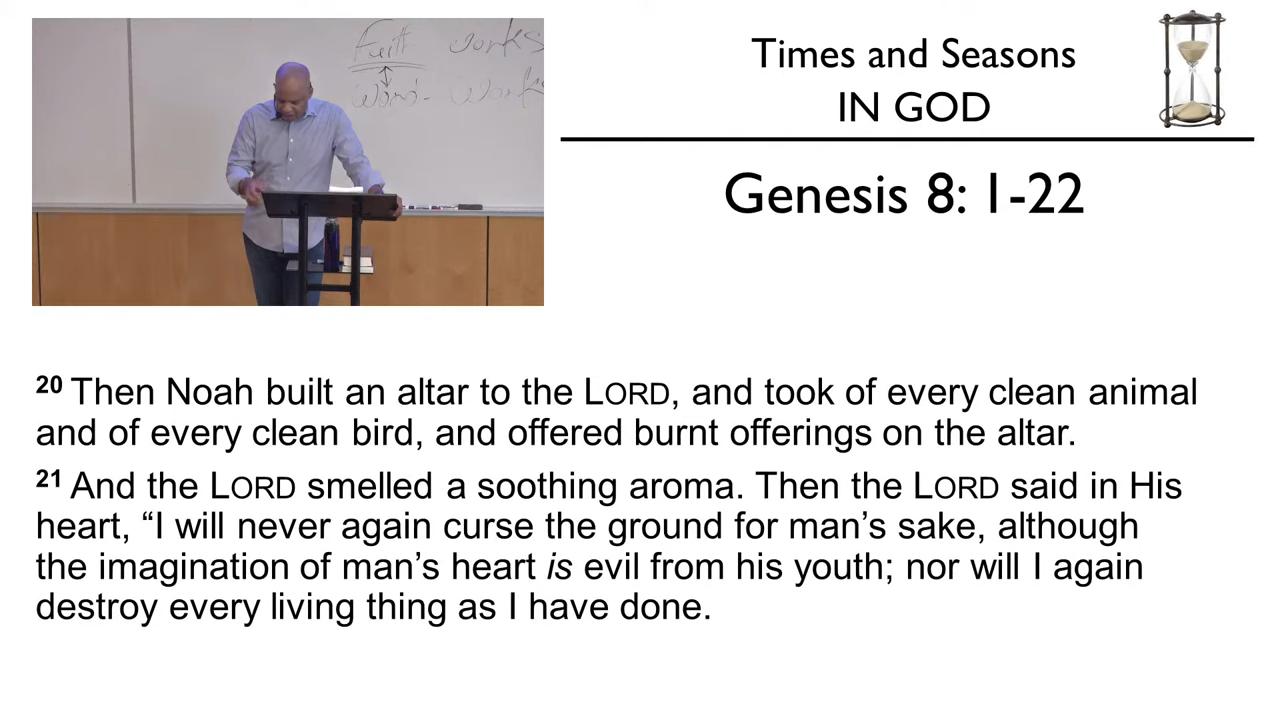 Faith works
Word - Works
Times and Seasons
IN GOD
Genesis 8: 1-22
20 Then Noah built an altar to the LORD, and took of every clean animal
and of every clean bird, and offered burnt offerings on the altar.
21 And the LORD smelled a soothing aroma. Then the LORD said in His
heart, “I will never again curse the ground for man’s sake, although
the imagination of man’s heart is evil from his youth; nor will I again
destroy every living thing as I have done.